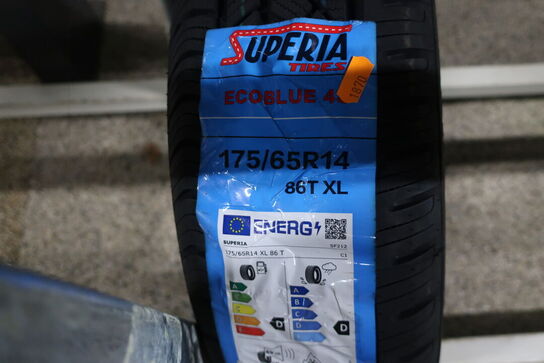 SUPERIA
TIRES
ECOBLUE 4
1870
175/65R14
86T XL
ENERG
SUPERIA SF212
175/65R14 XL 86 T C1
A A
B B
C C
D D D D
E E